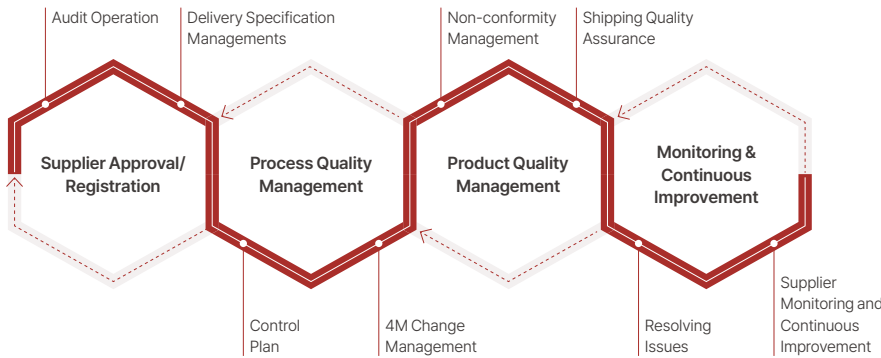 Audit Operation
Delivery Specification
Managements
Non-conformity
Management
Shipping Quality
Assurance
Supplier Approval/
Registration
Process Quality
Management
Product Quality
Management
Monitoring &
Continuous
Improvement
Control
Plan
4M Change
Management
Resolving
Issues
Supplier
Monitoring and
Continuous
Improvement